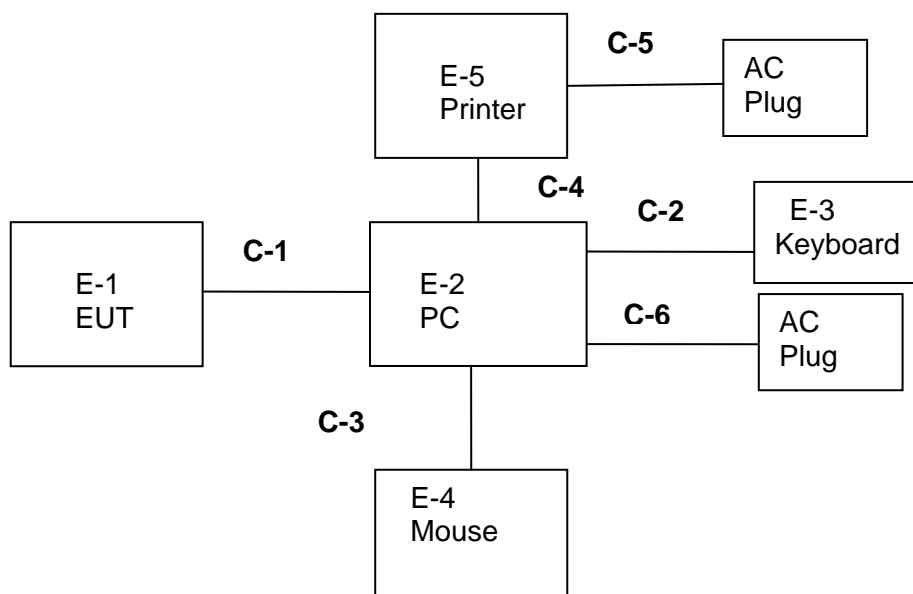 C-5
E-5
Printer
AC
Plug
C-4
C-2
E-3
Keyboard
C-1
E-1
EUT
E-2
PC
C-6
AC
Plug
C-3
E-4
Mouse